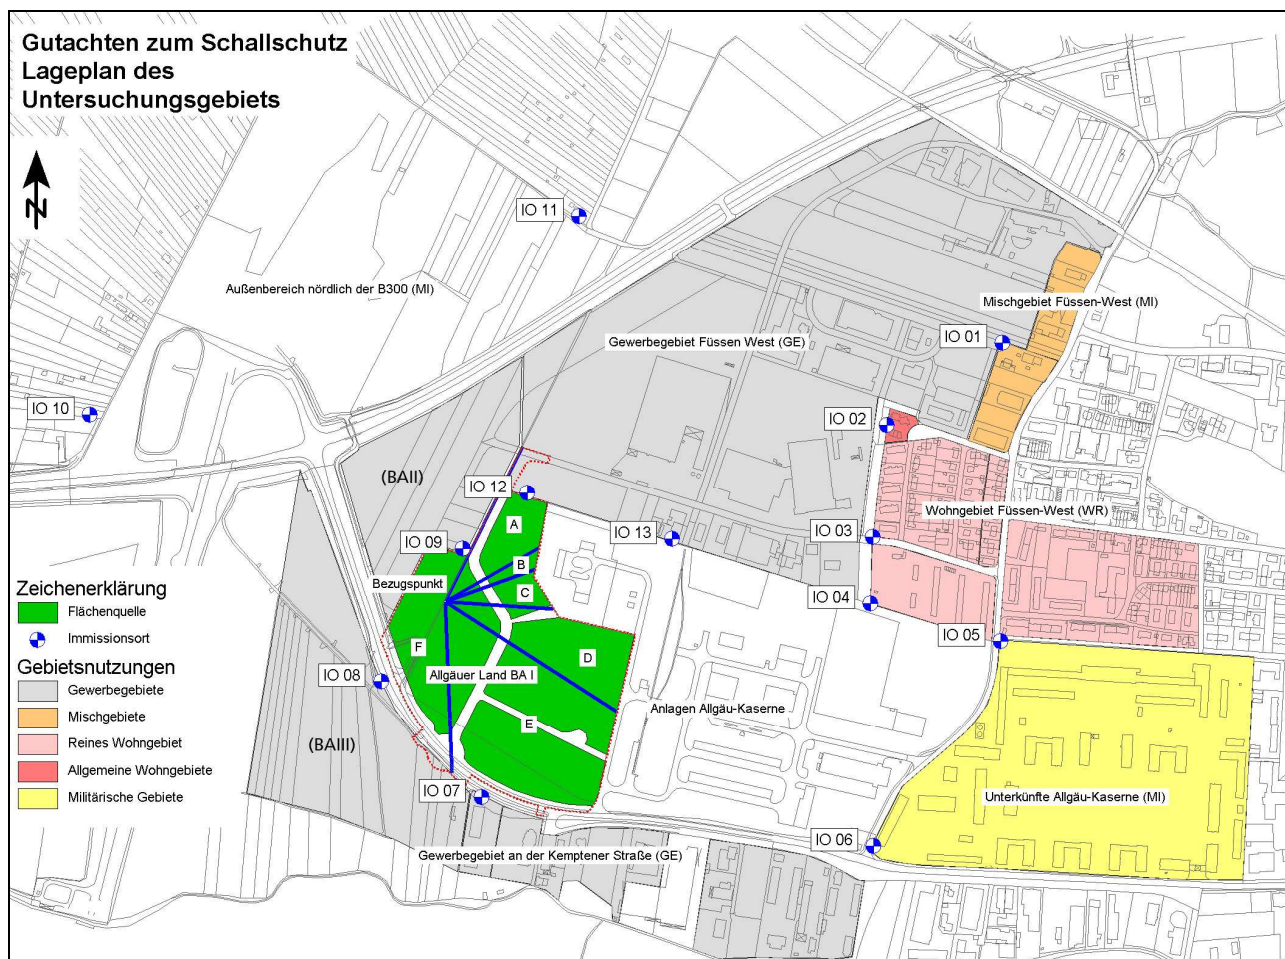 Gutachten zum Schallschutz
Lageplan des
Untersuchungsgebiets
N
IO 11
Außenbereich nördlich der B300 (MI)
Mischgebiet Füssen-West (MI)
IO 01
Gewerbegebiet Füssen West (GE)
IO 10
IO 02
(BAII)
IO 12
A
IO 13
IO 03
Wohngebiet Füssen-West (WR)
IO 09
B
Bezugspunkt
C
IO 04
Zeichenerklärung
Flächenquelle
Immissionsort
IO 05
F
D
Allgäuer Land BA I
IO 08
Gebietsnutzungen
Gewerbegebiete
Mischgebiete
Reines Wohngebiet
Allgemeine Wohngebiete
Militärische Gebiete
Anlagen Allgäu-Kaserne
E
(BAIII)
IO 07
Unterkünfte Allgäu-Kaserne (MI)
IO 06
Gewerbegebiet an der Kemptener Straße (GE)